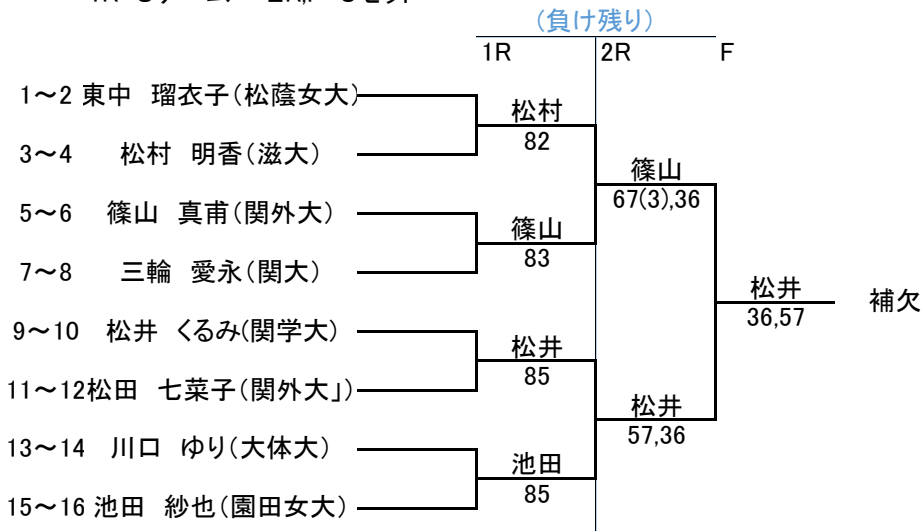 (負け残り)
1R 2R F
1～2 東中 瑠衣子(松蔭女大)
松村
82
3～4 松村 明香(滋大)
篠山
67(3),36
5～6 篠山 真甫(関外大)
篠山
83
7～8 三輪 愛永(関大)
松井 補欠
36,57
9～10 松井 くるみ(関学大)
松井
85
11～12松田 七菜子(関外大」)
松井
57,36
13～14 川口 ゆり(大体大)
池田
85
15～16 池田 紗也(園田女大)